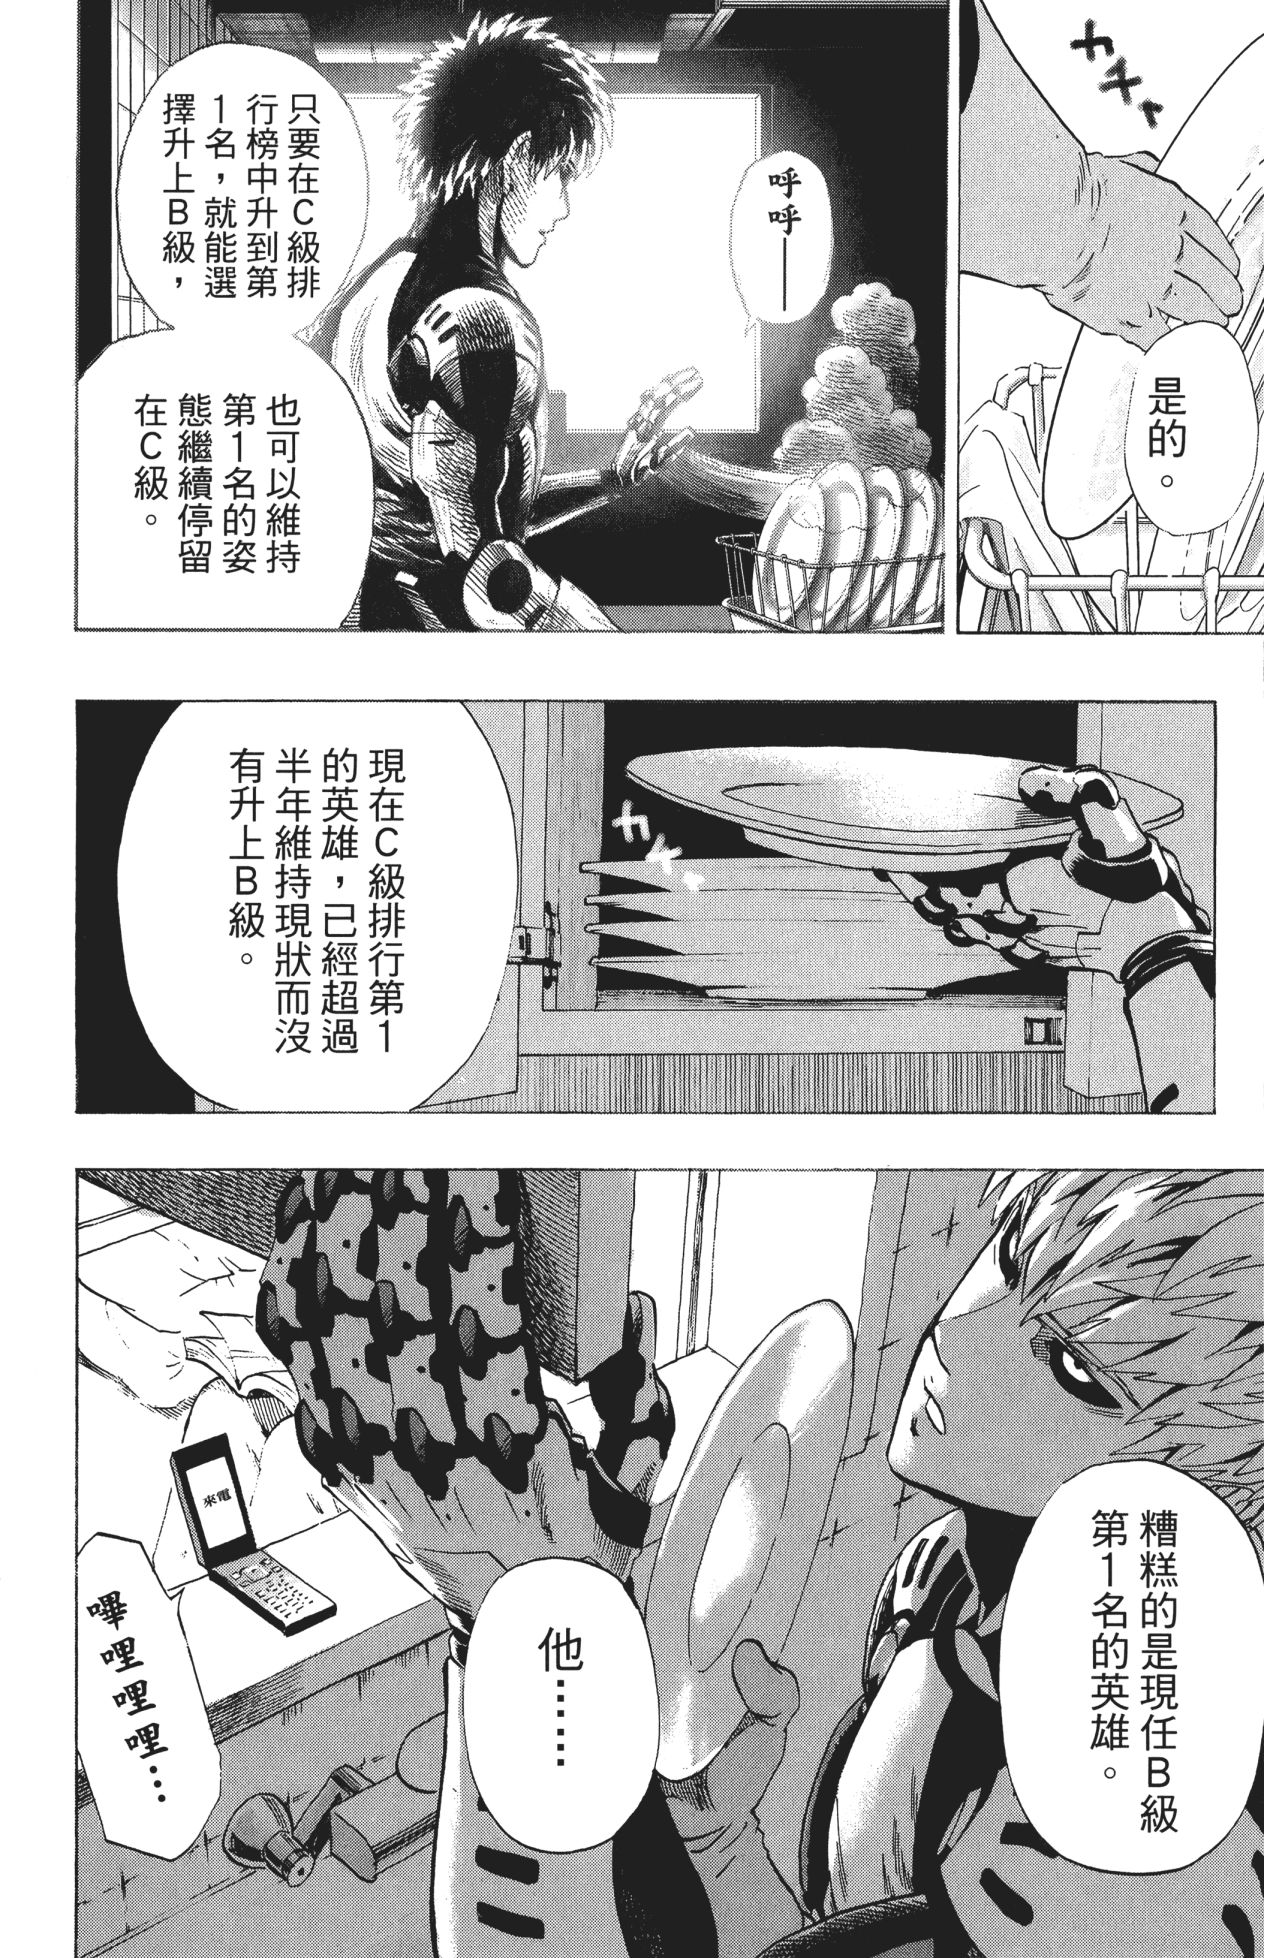 カチャ
是的。
呼呼——
只要在C級排
行榜中升到第
1名，就能選
擇升上B級，
也可以維持
第1名的姿
態繼續停留
在C級。
カチャ
現在C級排行第1
的英雄，已經超過
半年維持現狀而沒
有升上B級。
糟糕的是現任B級
第1名的英雄。
他……
來電
嗶哩哩哩…